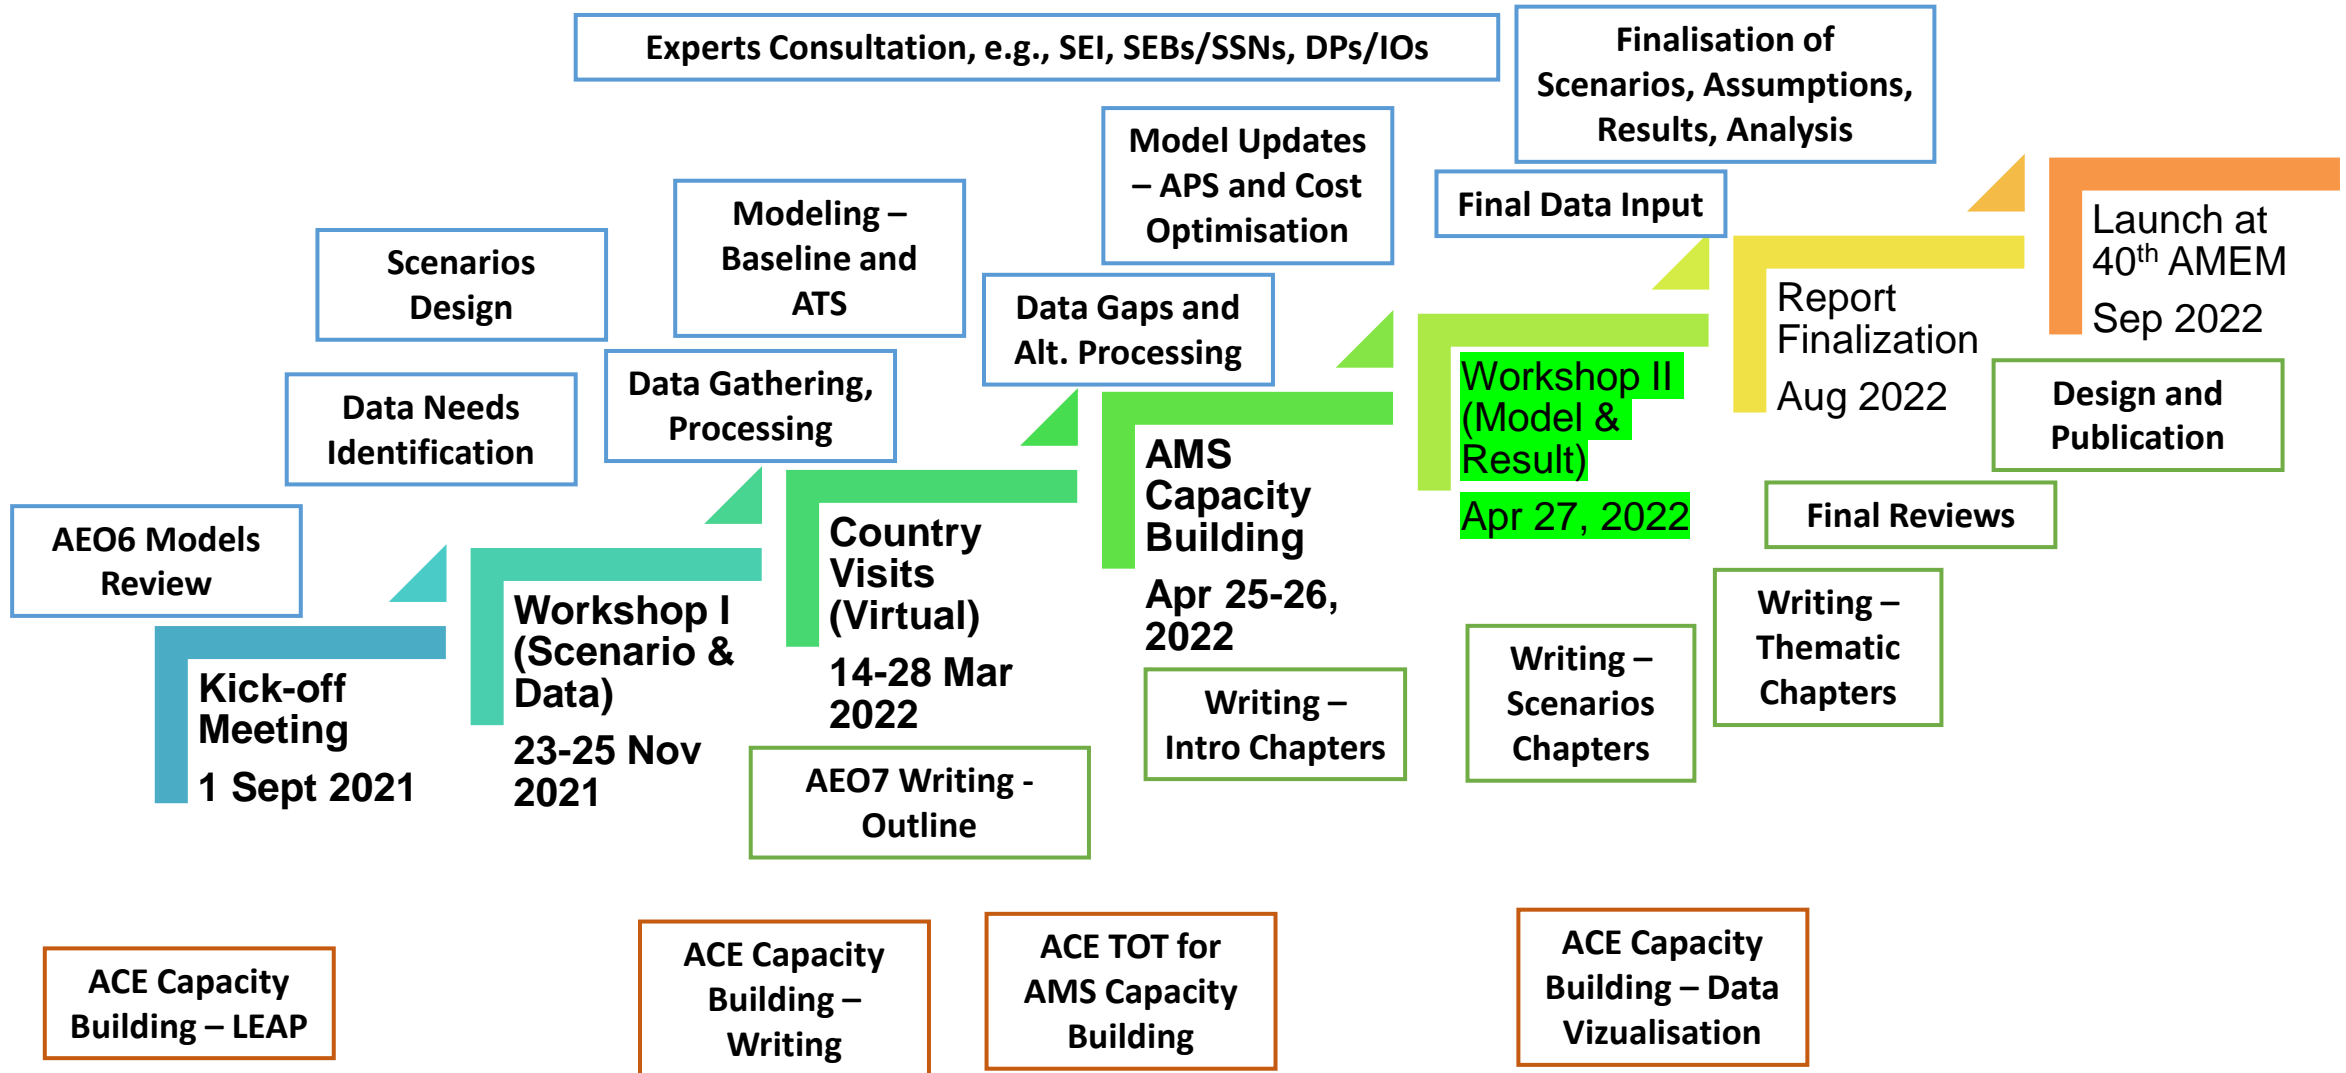 Experts Consultation, e.g., SEI, SEBs/SSNs, DPs/IOs
Finalisation of
Scenarios, Assumptions,
Results, Analysis
Model Updates
– APS and Cost
Optimisation
Final Data Input
Modeling –
Baseline and
ATS
Scenarios
Design
Data Gaps and
Alt. Processing
Data Gathering,
Processing
Data Needs
Identification
AEO6 Models
Review
Kick-off
Meeting
1 Sept 2021
Workshop I
(Scenario &
Data)
23-25 Nov
2021
Country
Visits
(Virtual)
14-28 Mar
2022
AMS
Capacity
Building
Apr 25-26,
2022
Workshop II
(Model &
Result)
Apr 27, 2022
Report
Finalization
Aug 2022
Launch at
40th AMEM
Sep 2022
Design and
Publication
Final Reviews
Writing –
Thematic
Chapters
Writing –
Scenarios
Chapters
Writing –
Intro Chapters
AEO7 Writing -
Outline
ACE Capacity
Building – LEAP
ACE Capacity
Building –
Writing
ACE TOT for
AMS Capacity
Building
ACE Capacity
Building – Data
Vizualisation